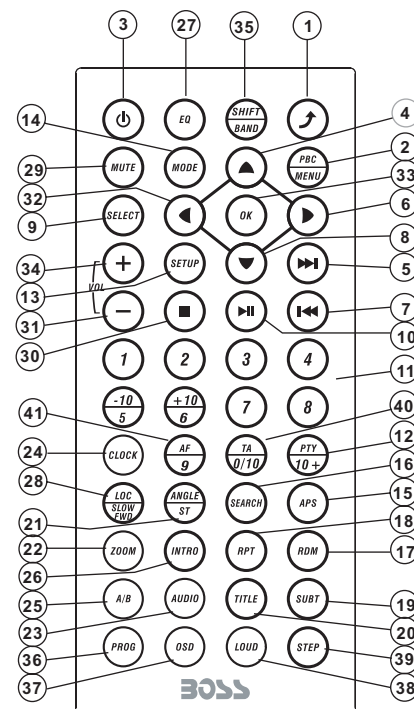 3 27 35 1
EQ SHIFT BAND
14 4
MUTE MODE PBC MENU
29 2
32 33
SELECT OK
9 6
8
34 + VOL SETUP
13 5
31 − 7
30 10
1 2 3 4
11
-10 5 +10 6 7 8
41 40
CLOCK AF 9 TA 0/10 PTY 10+
24 12
28 16
LOC SLOW FWD ANGLE ST SEARCH APS
21 15
22 18
ZOOM INTRO RPT RDM
26 17
25 A/B AUDIO TITLE SUBT 19
23 20
36 PROG OSD LOUD STEP 39
37 38
BOSS